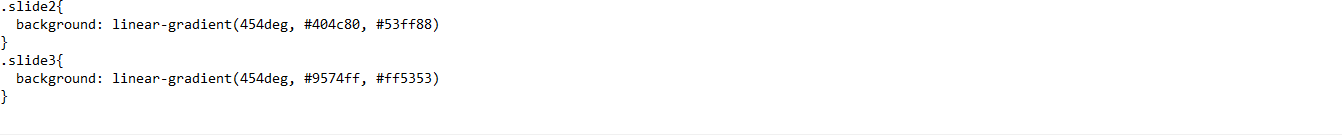 .slide2{
  background: linear-gradient(454deg, #404c80, #53ff88)
}
.slide3{
  background: linear-gradient(454deg, #9574ff, #ff5353)
}